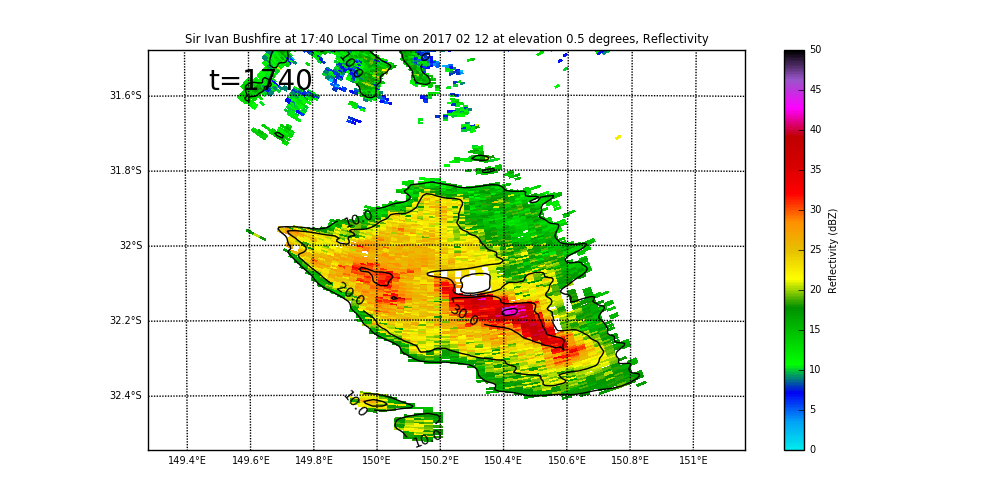 Sir Ivan Bushfire at 17:40 Local Time on 2017 02 12 at elevation 0.5 degrees, Reflectivity
t=1740
10.0
31.6°S
31.8°S
32°S
32.2°S
32.4°S
10.0
20.0
30.0
10.0
10.0
149.4°E 149.6°E 149.8°E 150°E 150.2°E 150.4°E 150.6°E 150.8°E 151°E
50
45
40
35
30
25
20
15
10
5
0
Reflectivity (dBZ)